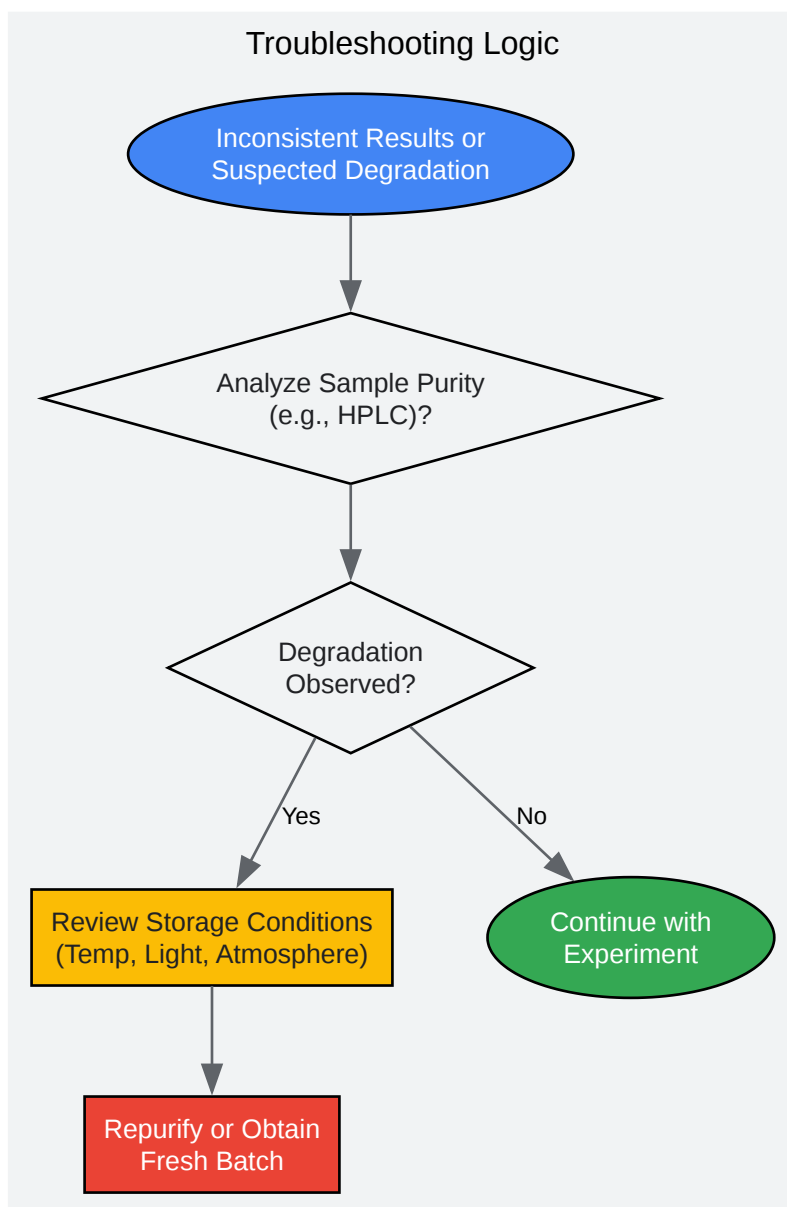 Troubleshooting Logic
Inconsistent Results or
Suspected Degradation
Analyze Sample Purity
(e.g., HPLC)?
Degradation
Observed?
Yes
No
Review Storage Conditions
(Temp, Light, Atmosphere)
Continue with
Experiment
Repurify or Obtain
Fresh Batch